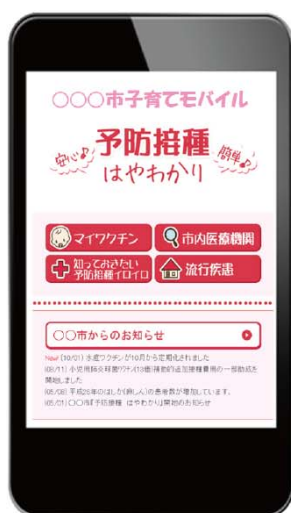 ○○○市子育てモバイル
安心♪
予防接種
簡単♪
はやわかり
マイワクチン
市内医療機関
知っておきたい
予防接種イロイロ
流行疾患
○○市からのお知らせ
New! (10/01) 水痘ワクチンが10月から定期化されました
(08/11) 小児用肺炎球菌ワクチン(13価)補助的追加接種費用の一部助成を
開始しました
(05/08) 平成26年のはしか(麻しん)の患者数が増加しています。
(05/01) ○○市『予防接種 はやわかり』開始のお知らせ